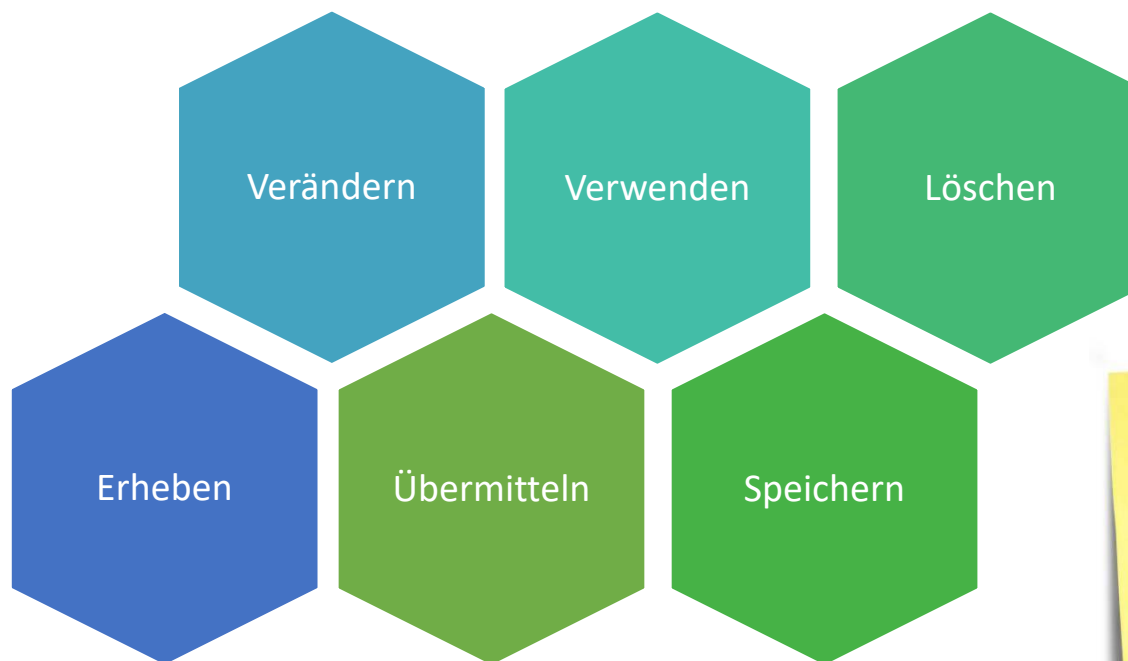 Verändern
Verwenden
Löschen
Erheben
Übermitteln
Speichern